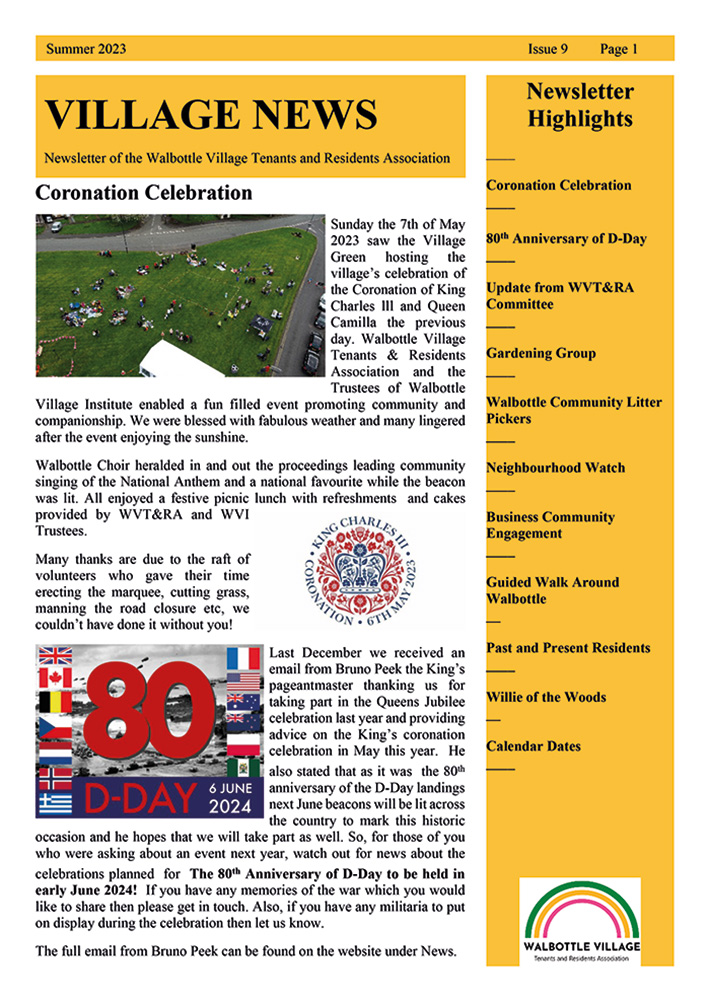 Summer 2023 Issue 9 Page 1
VILLAGE NEWS
Newsletter of the Walbottle Village Tenants and Residents Association
Coronation Celebration
Sunday the 7th of May
2023 saw the Village
Green hosting the
village's celebration of
the Coronation of King
Charles lll and Queen
Camilla the previous
day. Walbottle Village
Tenants & Residents
Association and the
Trustees of Walbottle
Village Institute enabled a fun filled event promoting community and
companionship. We were blessed with fabulous weather and many lingered
after the event enjoying the sunshine.
Walbottle Choir heralded in and out the proceedings leading community
singing of the National Anthem and a national favourite while the beacon
was lit. All enjoyed a festive picnic lunch with refreshments and cakes
provided by WVT&RA and WVI
Trustees.
Many thanks are due to the raft of
volunteers who gave their time
erecting the marquee, cutting grass,
manning the road closure etc, we
couldn't have done it without you!
· KING CHARLES III ·
CORONATION · 6TH MAY 2023
80
D-DAY
6 JUNE
2024
Last December we received an
email from Bruno Peek the King's
pageantmaster thanking us for
taking part in the Queens Jubilee
celebration last year and providing
advice on the King's coronation
celebration in May this year. He
also stated that as it was the 80th
anniversary of the D-Day landings
next June beacons will be lit across
the country to mark this historic
occasion and he hopes that we will take part as well. So, for those of you
who were asking about an event next year, watch out for news about the
celebrations planned for The 80th Anniversary of D-Day to be held in
early June 2024! If you have any memories of the war which you would
like to share then please get in touch. Also, if you have any militaria to put
on display during the celebration then let us know.
The full email from Bruno Peek can be found on the website under News.
Newsletter
Highlights
Coronation Celebration
80th Anniversary of D-Day
Update from WVT&RA
Committee
Gardening Group
Walbottle Community Litter
Pickers
Neighbourhood Watch
Business Community
Engagement
Guided Walk Around
Walbottle
Past and Present Residents
Willie of the Woods
Calendar Dates
WALBOTTLE VILLAGE
Tenants and Residents Association